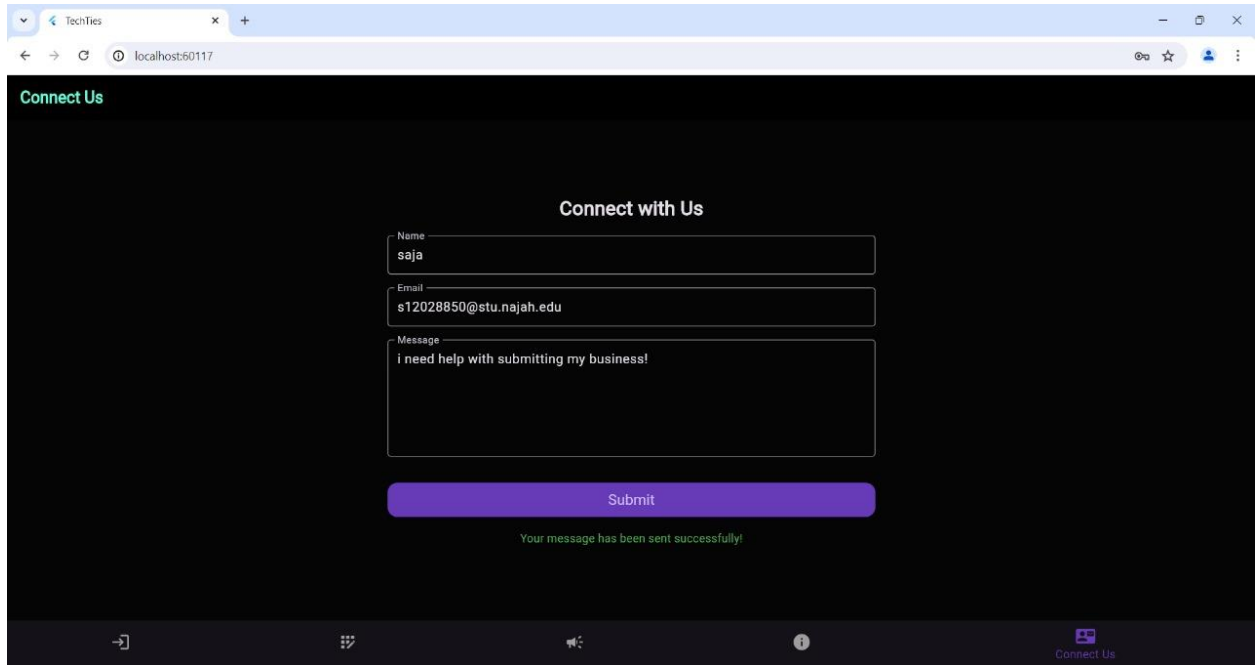 TechTies
localhost:60117
Connect Us
Connect with Us
Name
saja
Email
s12028850@stu.najah.edu
Message
i need help with submitting my business!
Submit
Your message has been sent successfully!
Connect Us